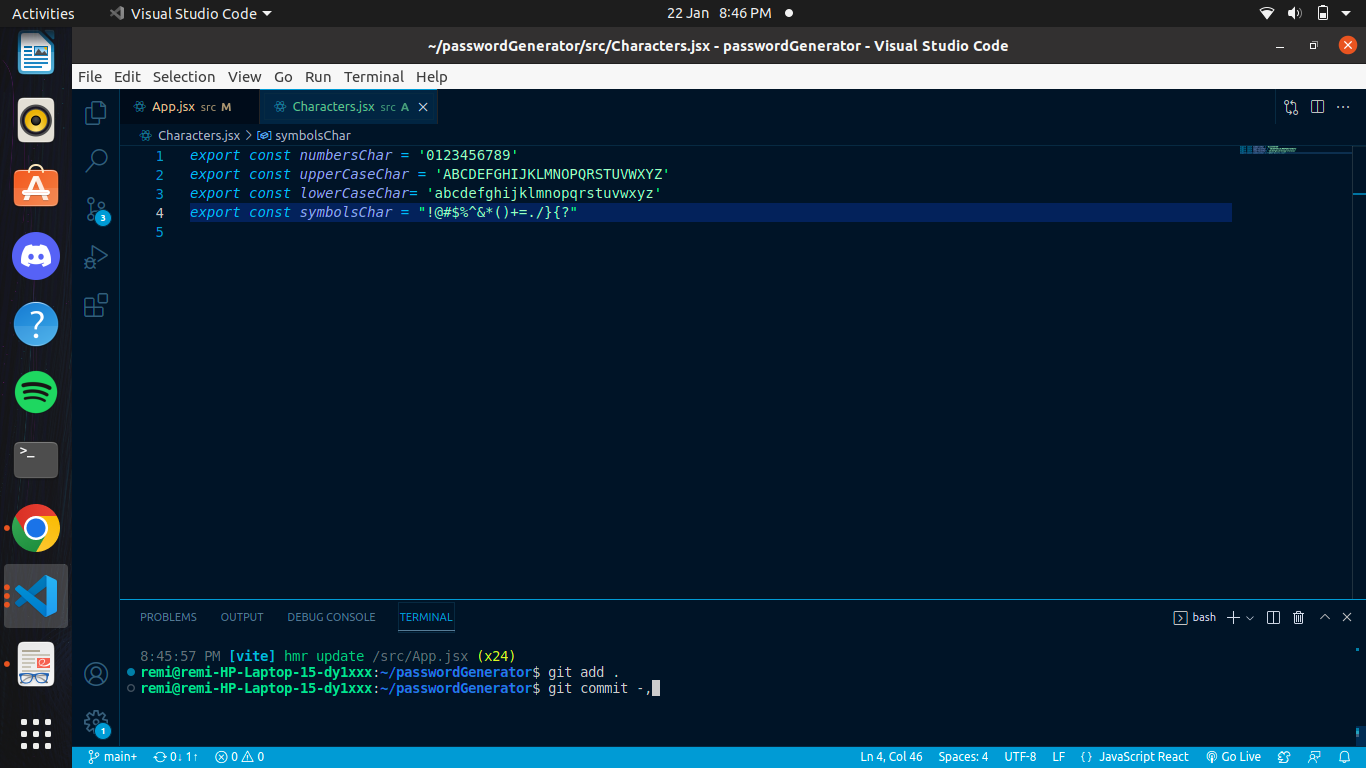 Activities Visual Studio Code 22 Jan 8:46 PM
~/passwordGenerator/src/Characters.jsx - passwordGenerator - Visual Studio Code
File Edit Selection View Go Run Terminal Help
App.jsx src M Characters.jsx src A
Characters.jsx > symbolsChar
1 export const numbersChar = '0123456789'
2 export const upperCaseChar = 'ABCDEFGHIJKLMNOPQRSTUVWXYZ'
3 export const lowerCaseChar= 'abcdefghijklmnopqrstuvwxyz'
4 export const symbolsChar = "!@#$%^&*()+=./}{?"
5
3
PROBLEMS OUTPUT DEBUG CONSOLE TERMINAL bash
8:45:57 PM [vite] hmr update /src/App.jsx (x24)
remi@remi-HP-Laptop-15-dy1xxx:~/passwordGenerator$ git add .
remi@remi-HP-Laptop-15-dy1xxx:~/passwordGenerator$ git commit -,
1
main+ 0↓ 1↑ 0 0 Ln 4, Col 46 Spaces: 4 UTF-8 LF {} JavaScript React Go Live